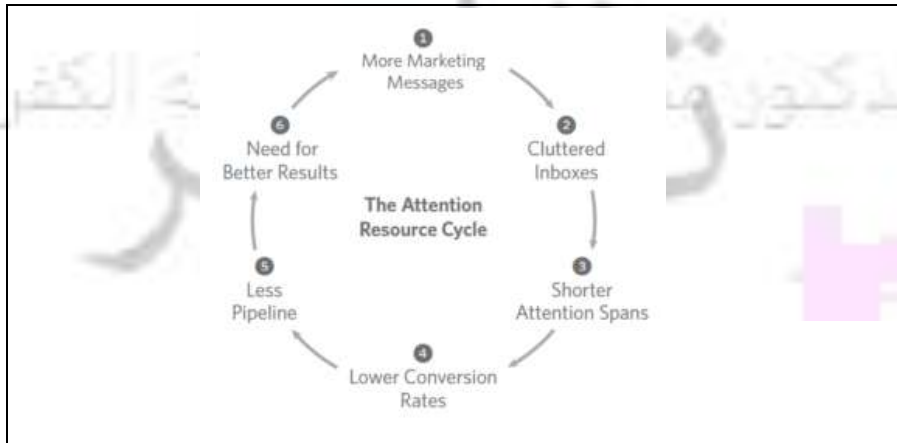 1
More Marketing
Messages
2
Cluttered
Inboxes
3
Shorter
Attention Spans
4
Lower Conversion
Rates
5
Less
Pipeline
6
Need for
Better Results
The Attention
Resource Cycle